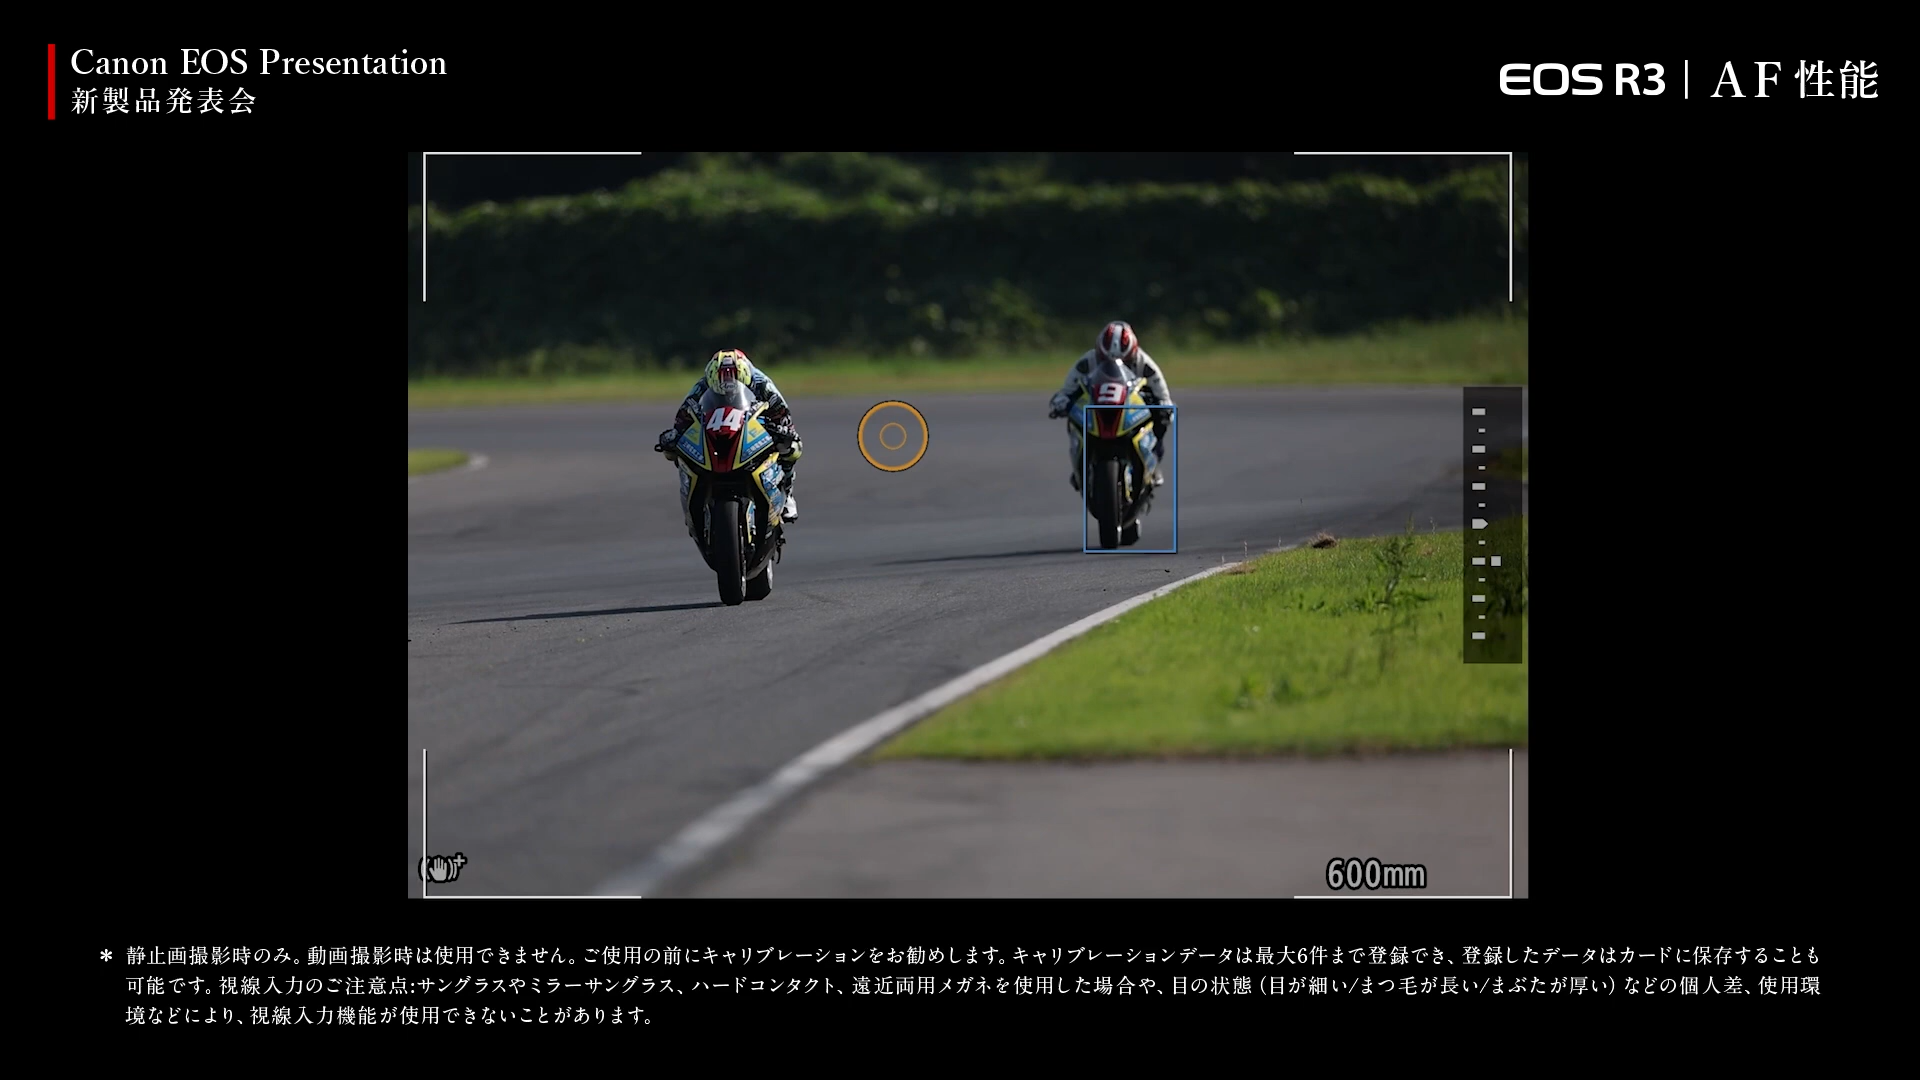 Canon EOS Presentation
新製品発表会
EOS R3 | AF 性能
44
9
600mm
* 静止画撮影時のみ。動画撮影時は使用できません。ご使用の前にキャリブレーションをお勧めします。キャリブレーションデータは最大6件まで登録でき、登録したデータはカードに保存することも
可能です。視線入力のご注意点:サングラスやミラーサングラス、ハードコンタクト、遠近両用メガネを使用した場合や、目の状態（目が細い/まつ毛が長い/まぶたが厚い）などの個人差、使用環
境などにより、視線入力機能が使用できないことがあります。